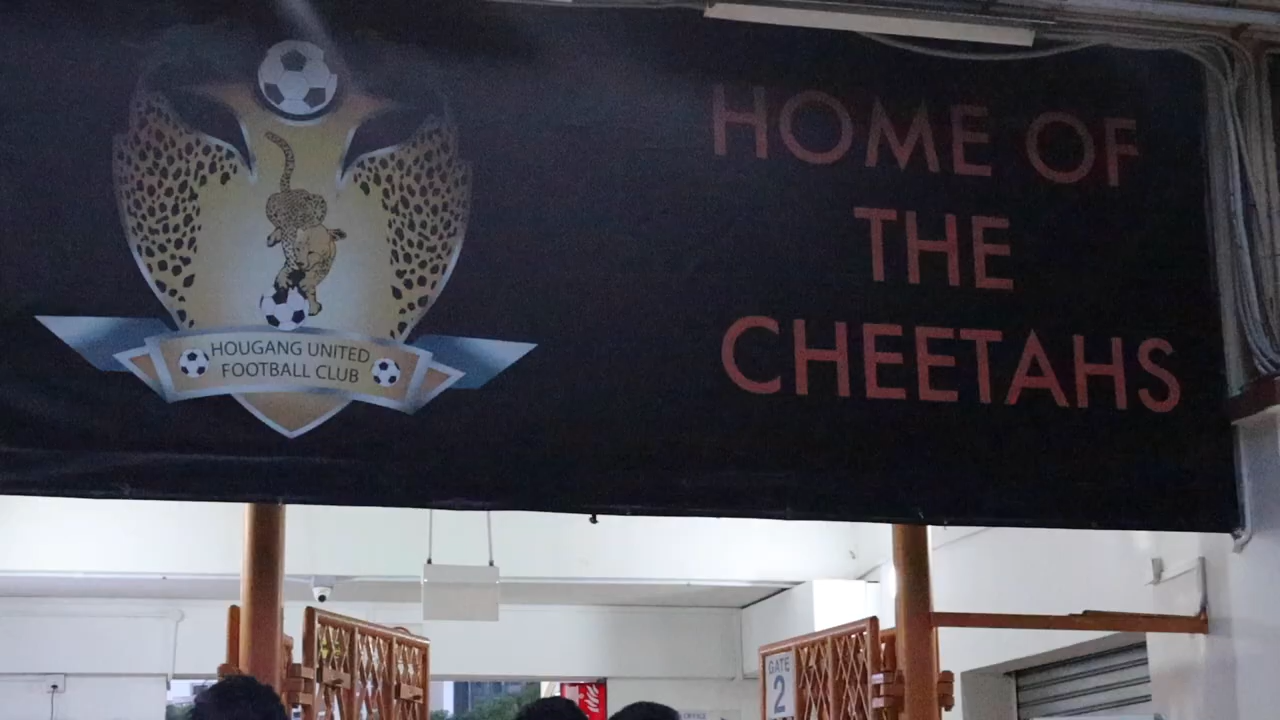 HOUGANG UNITED
FOOTBALL CLUB
HOME OF
THE
CHEETAHS
GATE
2